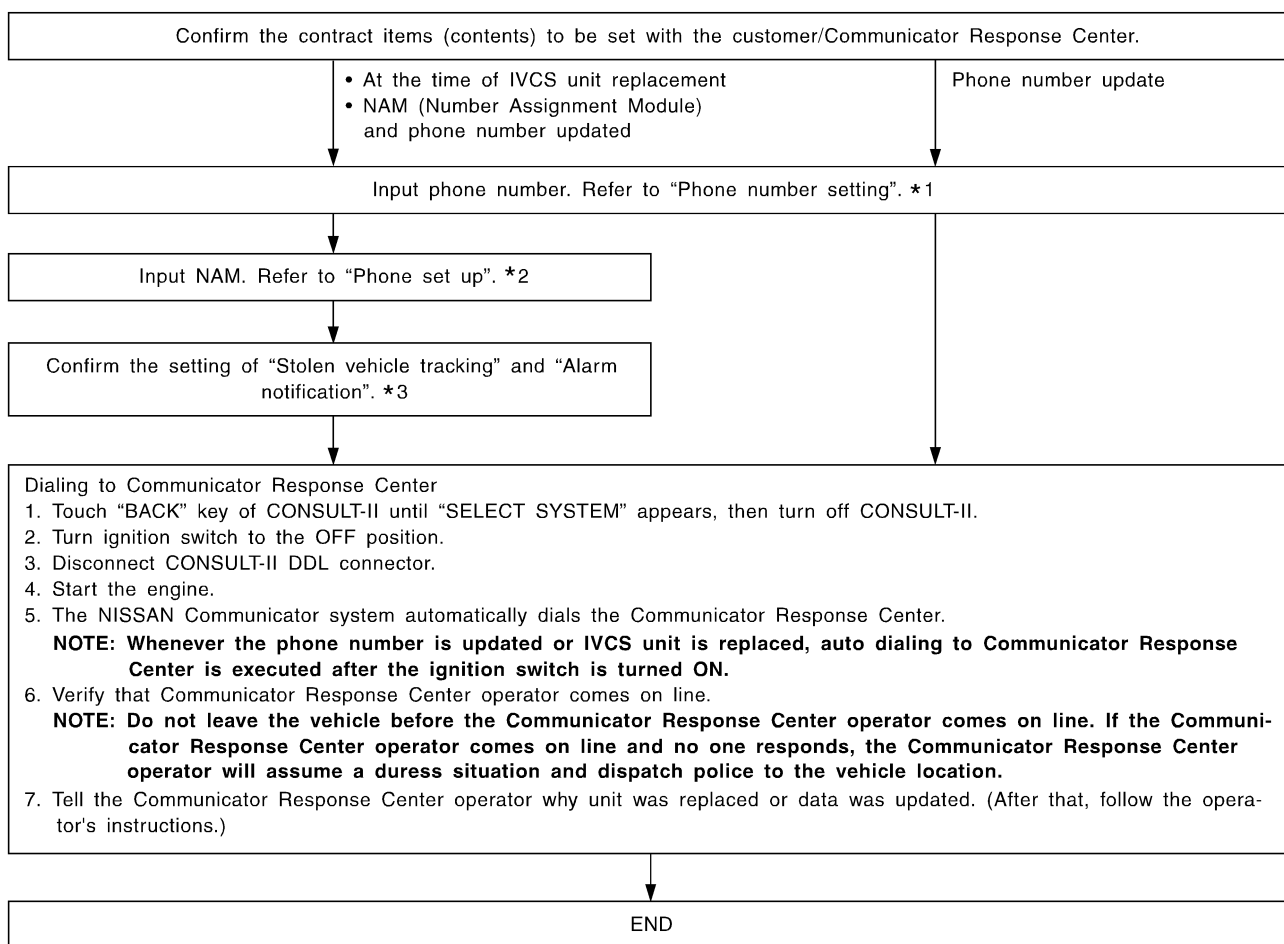 Confirm the contract items (contents) to be set with the customer/Communicator Response Center.
• At the time of IVCS unit replacement
• NAM (Number Assignment Module)
and phone number updated
Phone number update
Input phone number. Refer to “Phone number setting”. *1
Input NAM. Refer to “Phone set up”. *2
Confirm the setting of “Stolen vehicle tracking” and “Alarm
notification”. *3
Dialing to Communicator Response Center
1. Touch “BACK” key of CONSULT-II until “SELECT SYSTEM” appears, then turn off CONSULT-II.
2. Turn ignition switch to the OFF position.
3. Disconnect CONSULT-II DDL connector.
4. Start the engine.
5. The NISSAN Communicator system automatically dials the Communicator Response Center.
NOTE: Whenever the phone number is updated or IVCS unit is replaced, auto dialing to Communicator Response
Center is executed after the ignition switch is turned ON.
6. Verify that Communicator Response Center operator comes on line.
NOTE: Do not leave the vehicle before the Communicator Response Center operator comes on line. If the Communi-
cator Response Center operator comes on line and no one responds, the Communicator Response Center
operator will assume a duress situation and dispatch police to the vehicle location.
7. Tell the Communicator Response Center operator why unit was replaced or data was updated. (After that, follow the opera-
tor's instructions.)
END